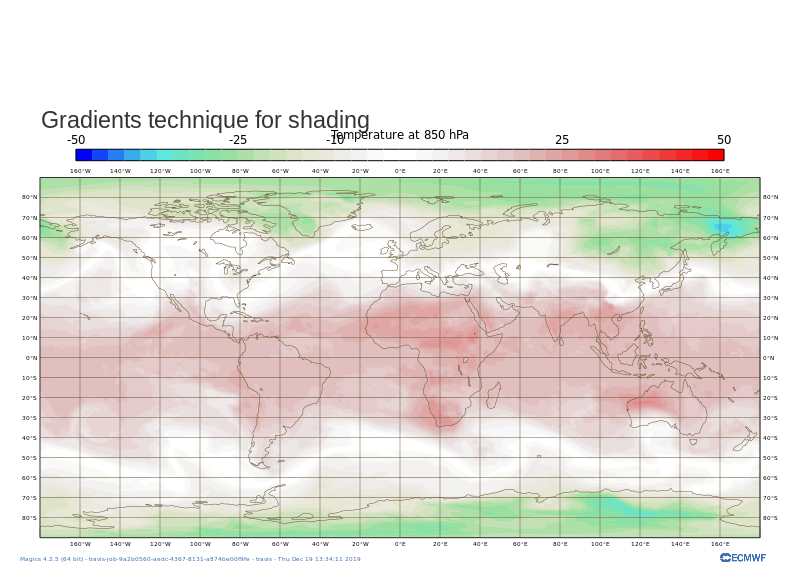 Gradients technique for shading
Temperature at 850 hPa
-50 -25 -10 25 50
160°W 140°W 120°W 100°W 80°W 60°W 40°W 20°W 0°E 20°E 40°E 60°E 80°E 100°E 120°E 140°E 160°E
80°N 80°N
70°N 70°N
60°N 60°N
50°N 50°N
40°N 40°N
30°N 30°N
20°N 20°N
10°N 10°N
0°N 0°N
10°S 10°S
20°S 20°S
30°S 30°S
40°S 40°S
50°S 50°S
60°S 60°S
70°S 70°S
80°S 80°S
160°W 140°W 120°W 100°W 80°W 60°W 40°W 20°W 0°E 20°E 40°E 60°E 80°E 100°E 120°E 140°E 160°E
Magics 4.2.5 (64 bit) - travis-job-9a2b0560-aedc-4367-8131-a874be00f9fe - travis - Thu Dec 19 13:34:11 2019
ECMWF